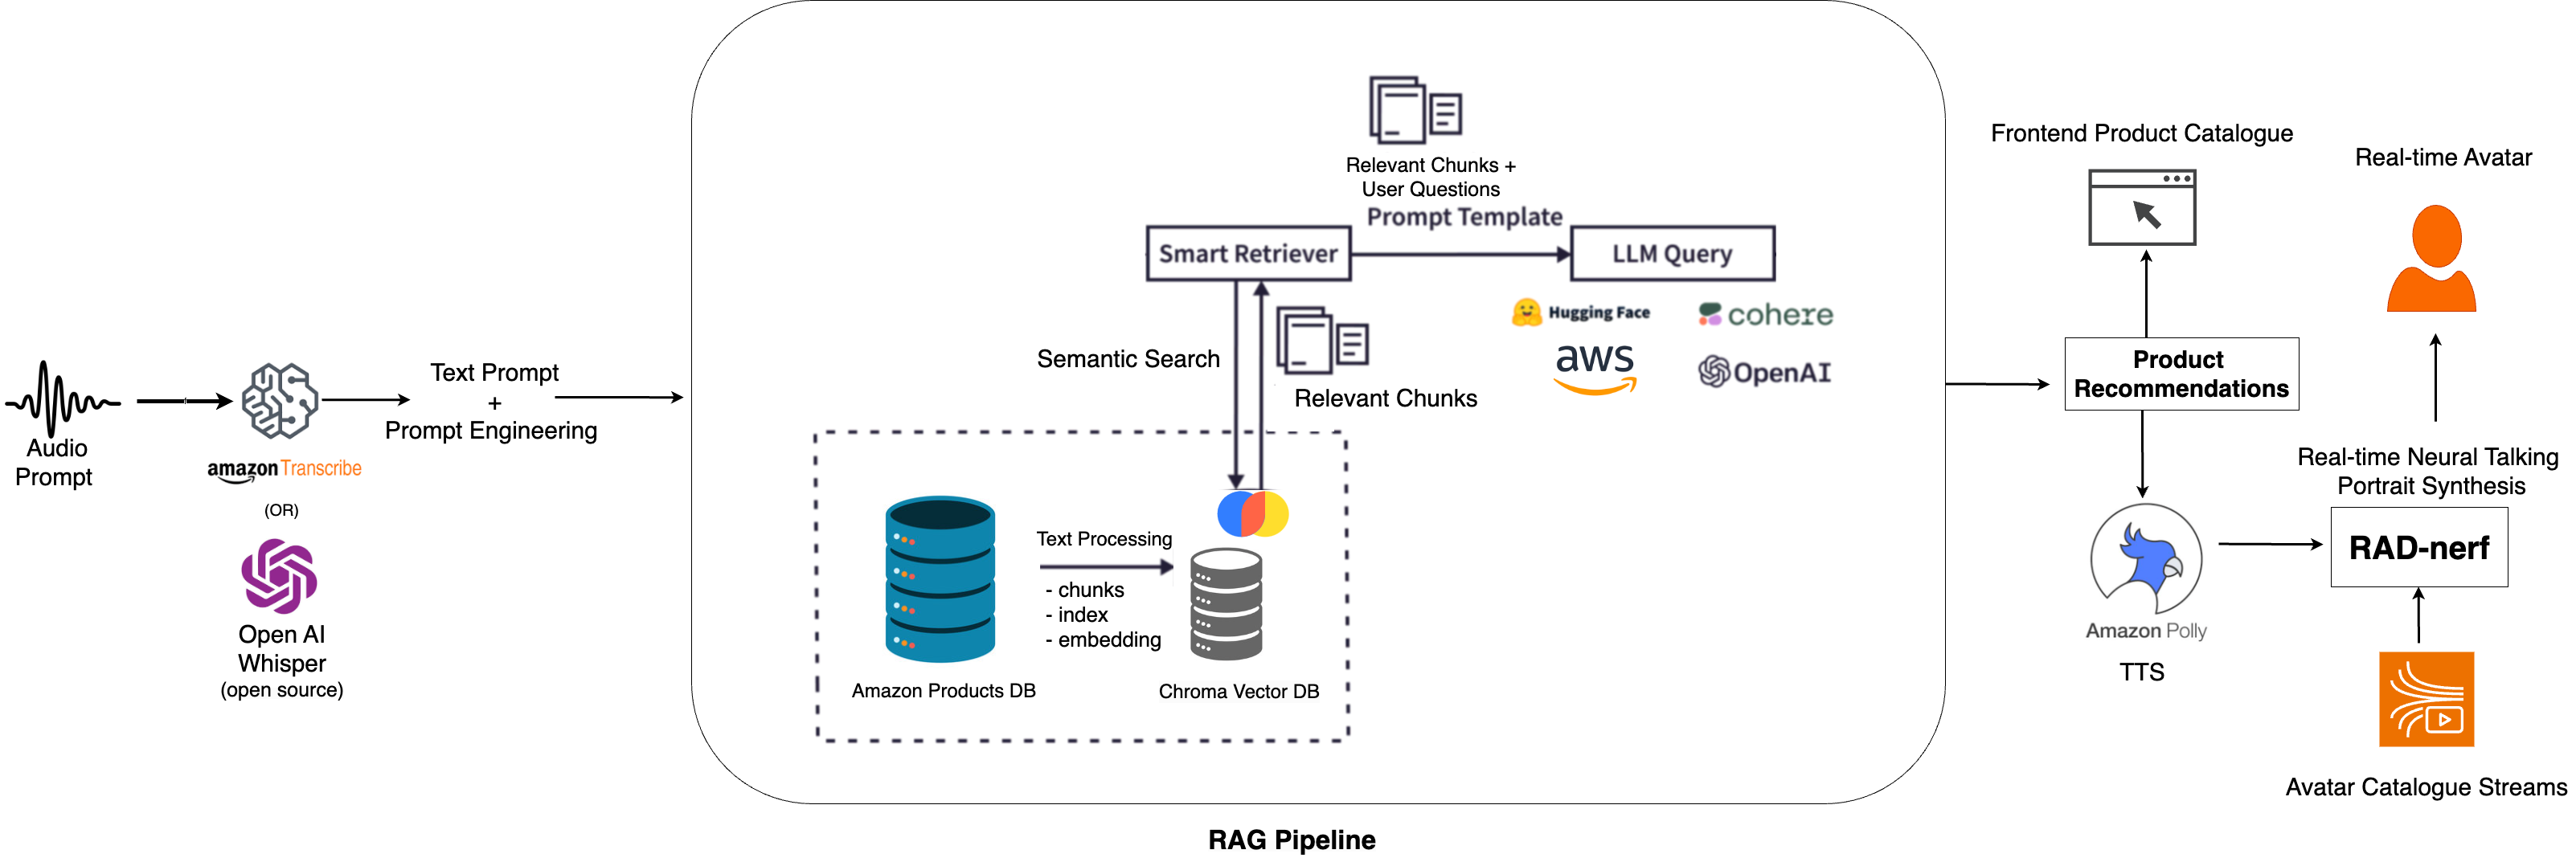 Audio
Prompt
amazon Transcribe
(OR)
Open AI
Whisper
(open source)
Text Prompt
+
Prompt Engineering
Relevant Chunks +
User Questions
Prompt Template
Smart Retriever
LLM Query
Hugging Face
cohere
aws
OpenAI
Semantic Search
Relevant Chunks
Text Processing
- chunks
- index
- embedding
Amazon Products DB
Chroma Vector DB
RAG Pipeline
Frontend Product Catalogue
Product
Recommendations
Amazon Polly
TTS
Real-time Avatar
Real-time Neural Talking
Portrait Synthesis
RAD-nerf
Avatar Catalogue Streams